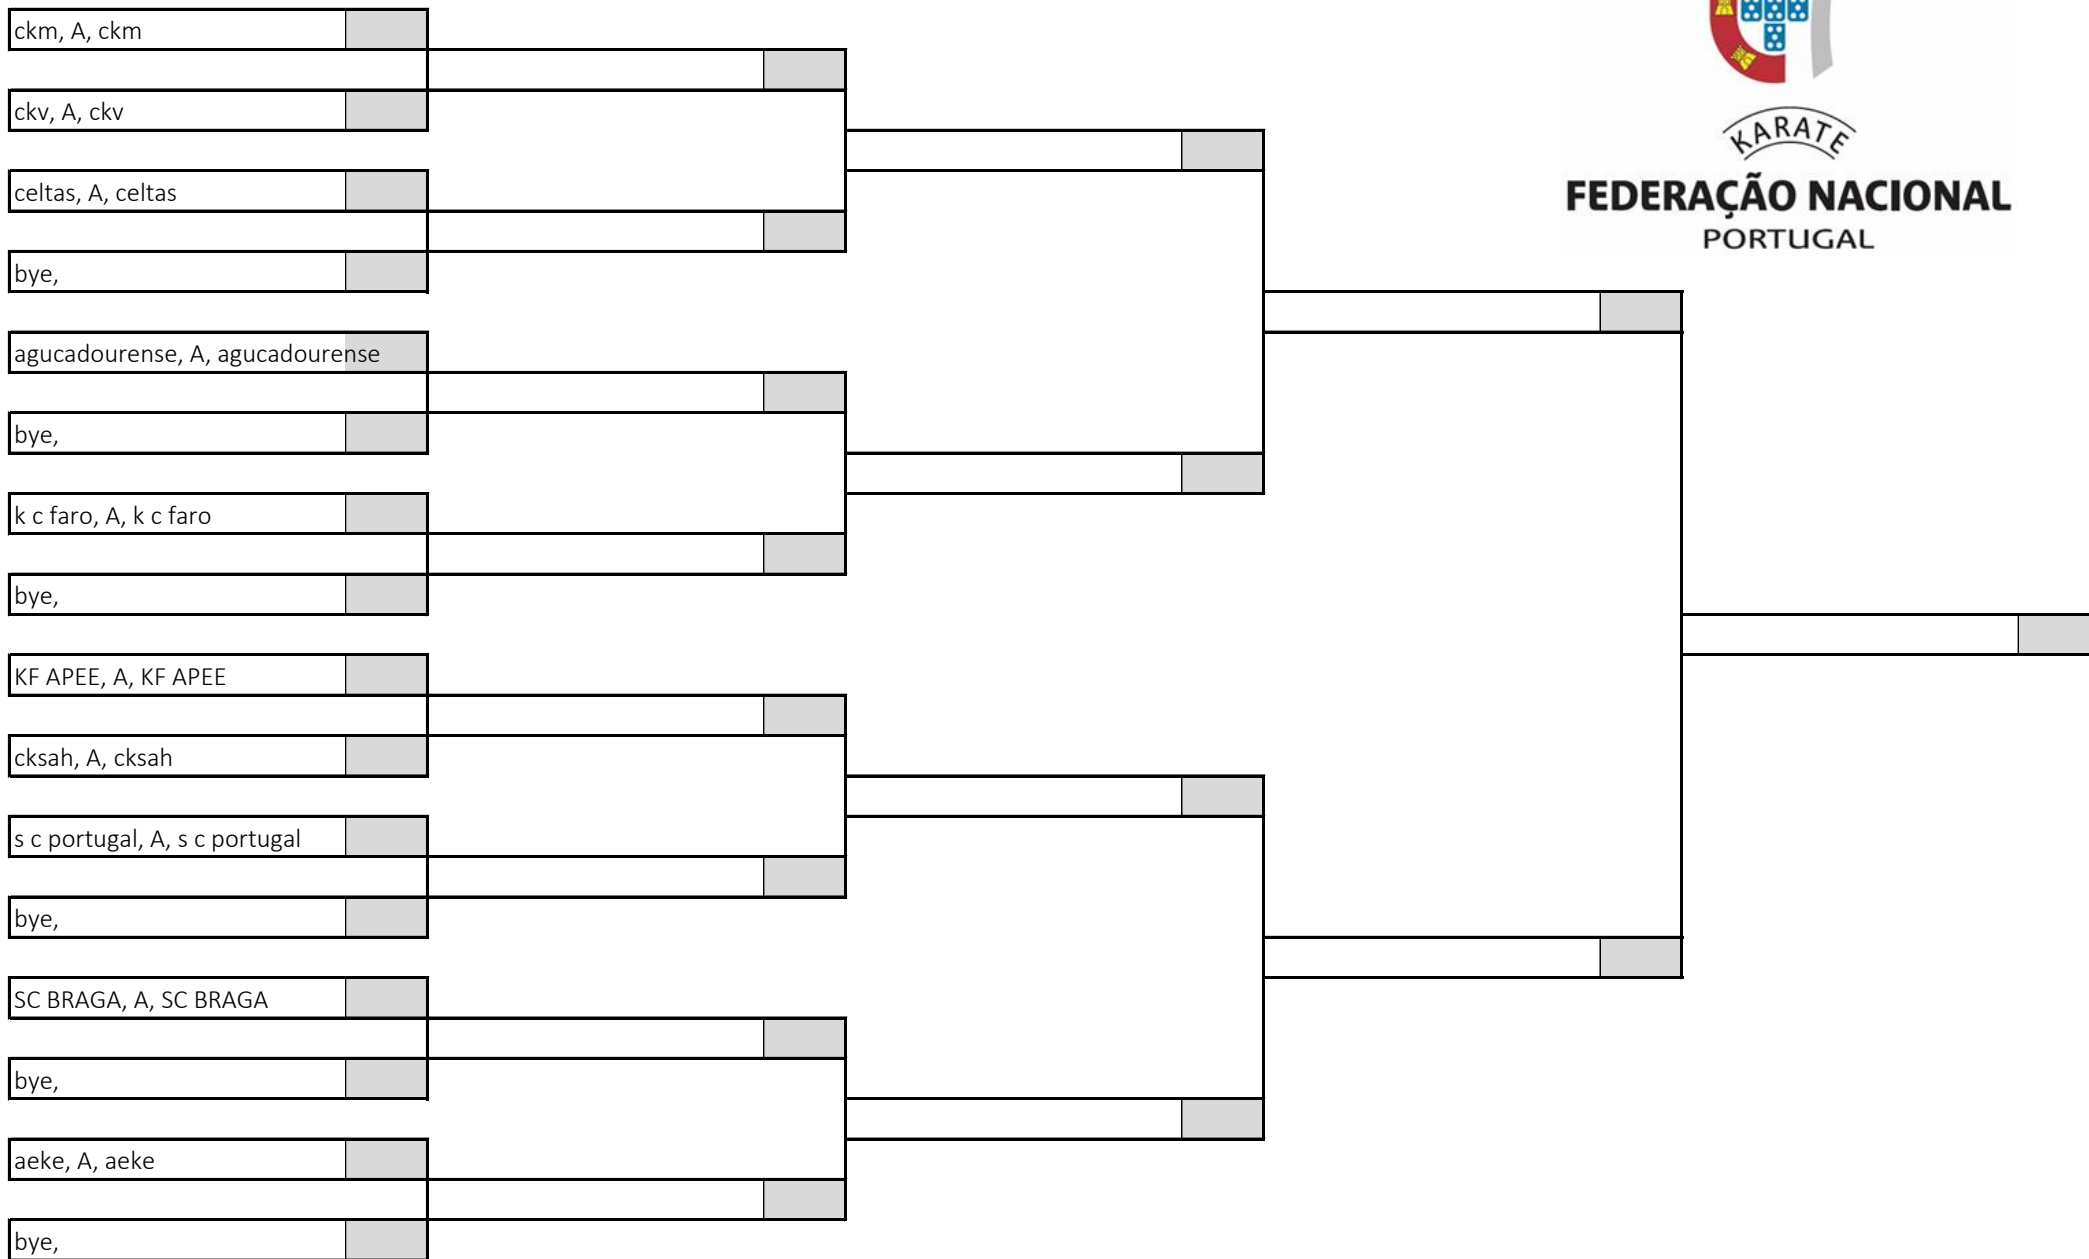 ckm, A, ckm
ckv, A, ckv
celtas, A, celtas
bye,
agucadourense, A, agucadourense
bye,
k c faro, A, k c faro
bye,
KF APEE, A, KF APEE
cksah, A, cksah
s c portugal, A, s c portugal
bye,
SC BRAGA, A, SC BRAGA
bye,
aeke, A, aeke
bye,
KARATE
FEDERAÇÃO NACIONAL
PORTUGAL